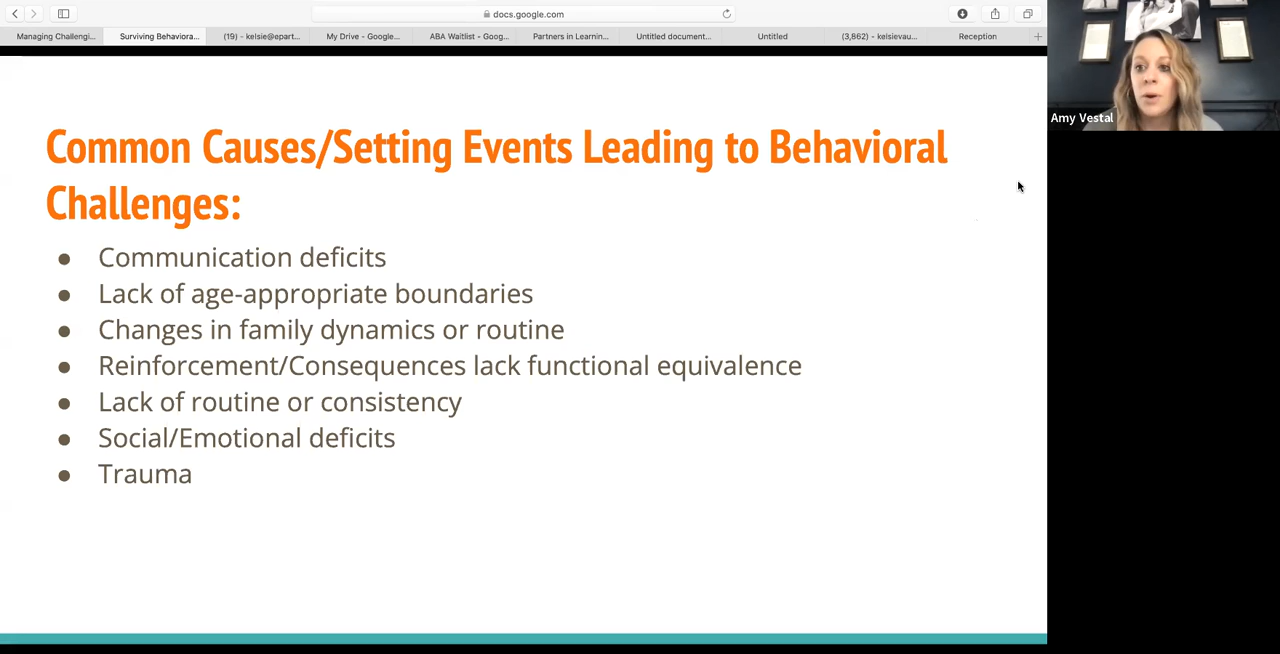 docs.google.com
Managing Challengi...
Surviving Behaviora...
(19) - kelsie@epart...
My Drive - Google...
ABA Waitlist - Goog...
Partners in Learnin...
Untitled document...
Untitled
(3,862) - kelsievau...
Reception
Amy Vestal
Common Causes/Setting Events Leading to Behavioral
Challenges:
● Communication deficits
● Lack of age-appropriate boundaries
● Changes in family dynamics or routine
● Reinforcement/Consequences lack functional equivalence
● Lack of routine or consistency
● Social/Emotional deficits
● Trauma